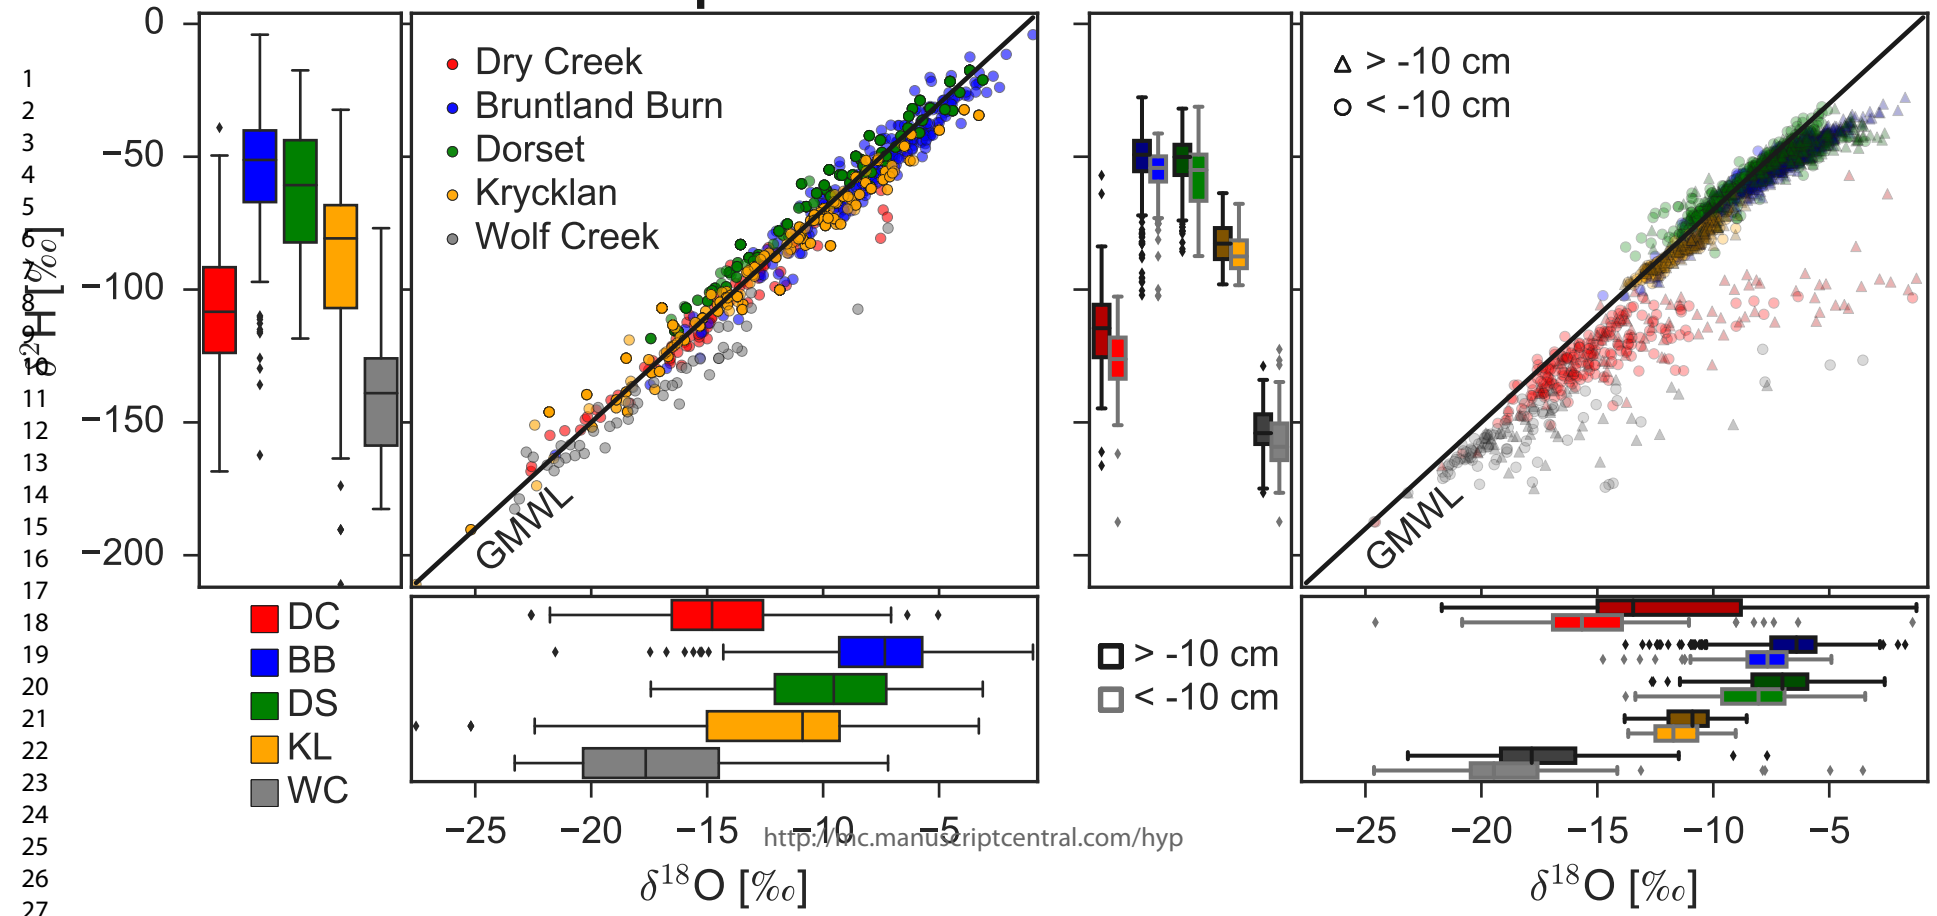 0
−50
−100
−150
−200
δ²H [‰]
1
2
3
4
5
6
7
8
9
10
11
12
13
14
15
16
17
18
19
20
21
22
23
24
25
26
27
Dry Creek
Bruntland Burn
Dorset
Krycklan
Wolf Creek
GMWL
> -10 cm
< -10 cm
GMWL
DC
BB
DS
KL
WC
> -10 cm
< -10 cm
−25 −20 −15 −10 −5
−25 −20 −15 −10 −5
http://mc.manuscriptcentral.com/hyp
δ¹⁸O [‰]
δ¹⁸O [‰]